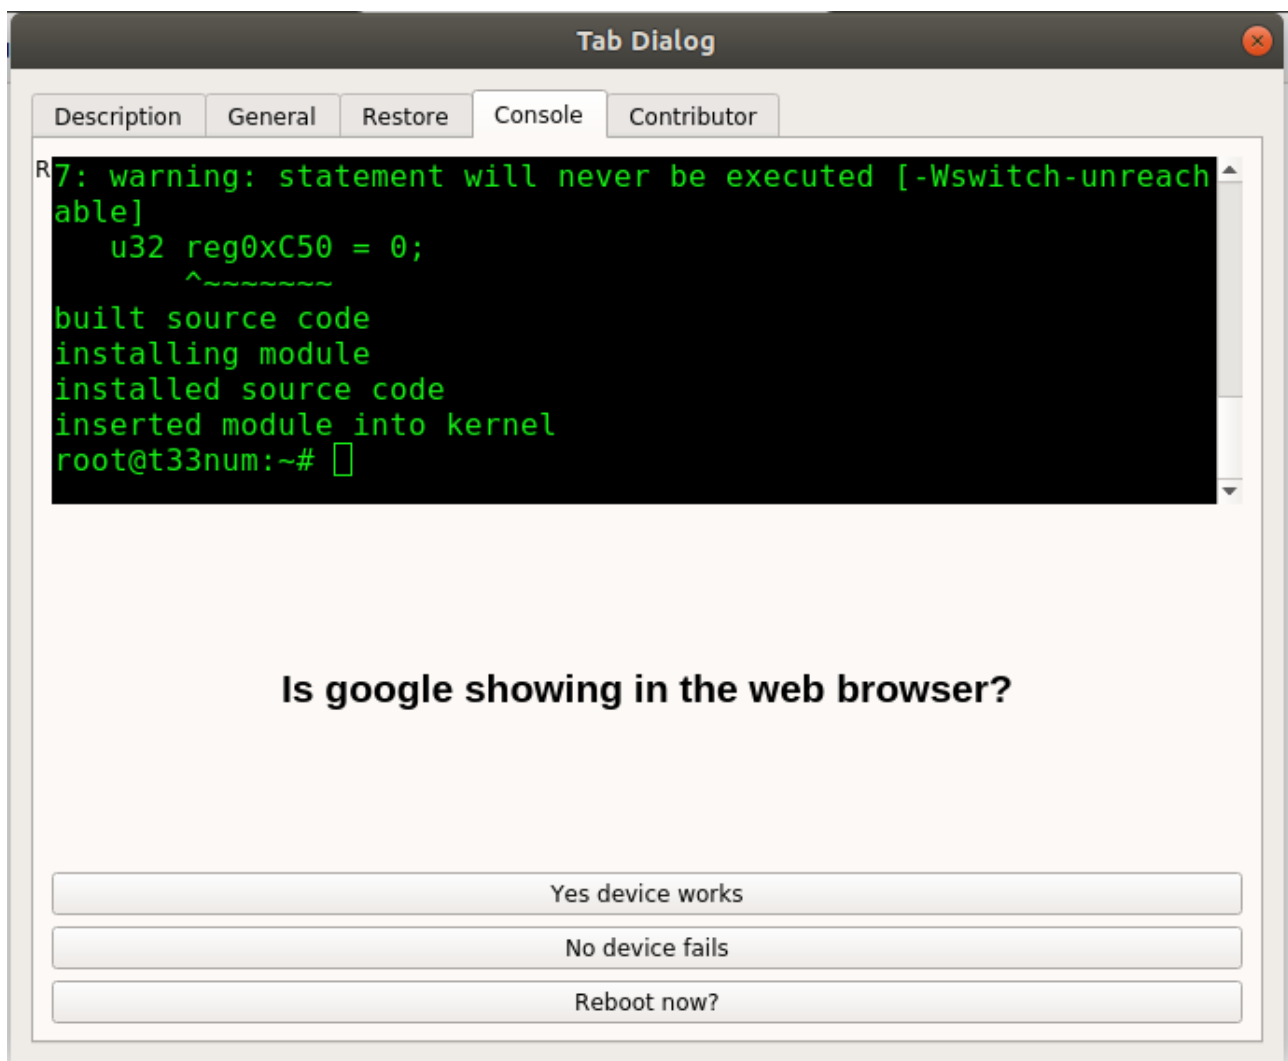 Tab Dialog
Description General Restore Console Contributor
R
7: warning: statement will never be executed [-Wswitch-unreach
able]
   u32 reg0xC50 = 0;
       ^~~~~~~~
built source code
installing module
installed source code
inserted module into kernel
root@t33num:~#
Is google showing in the web browser?
Yes device works
No device fails
Reboot now?